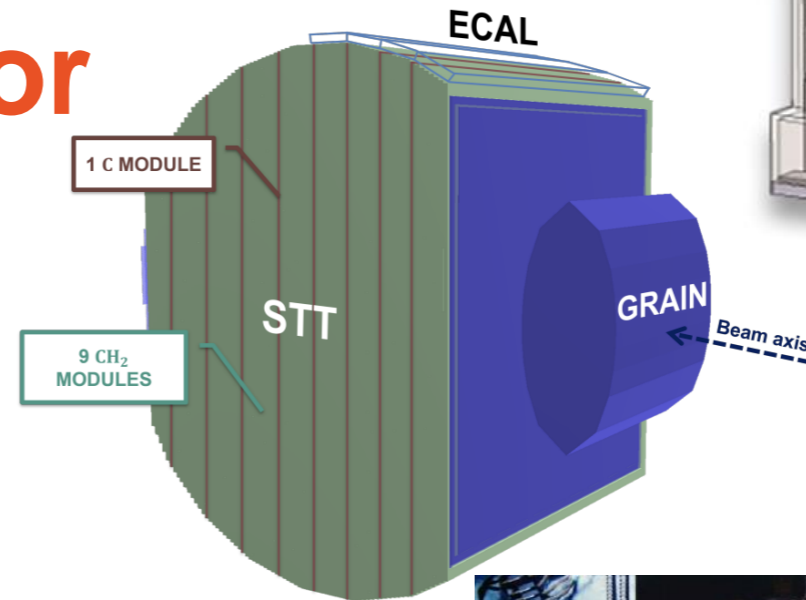 or
ECAL
1 C MODULE
STT
GRAIN
Beam axis
9 CH₂
MODULES